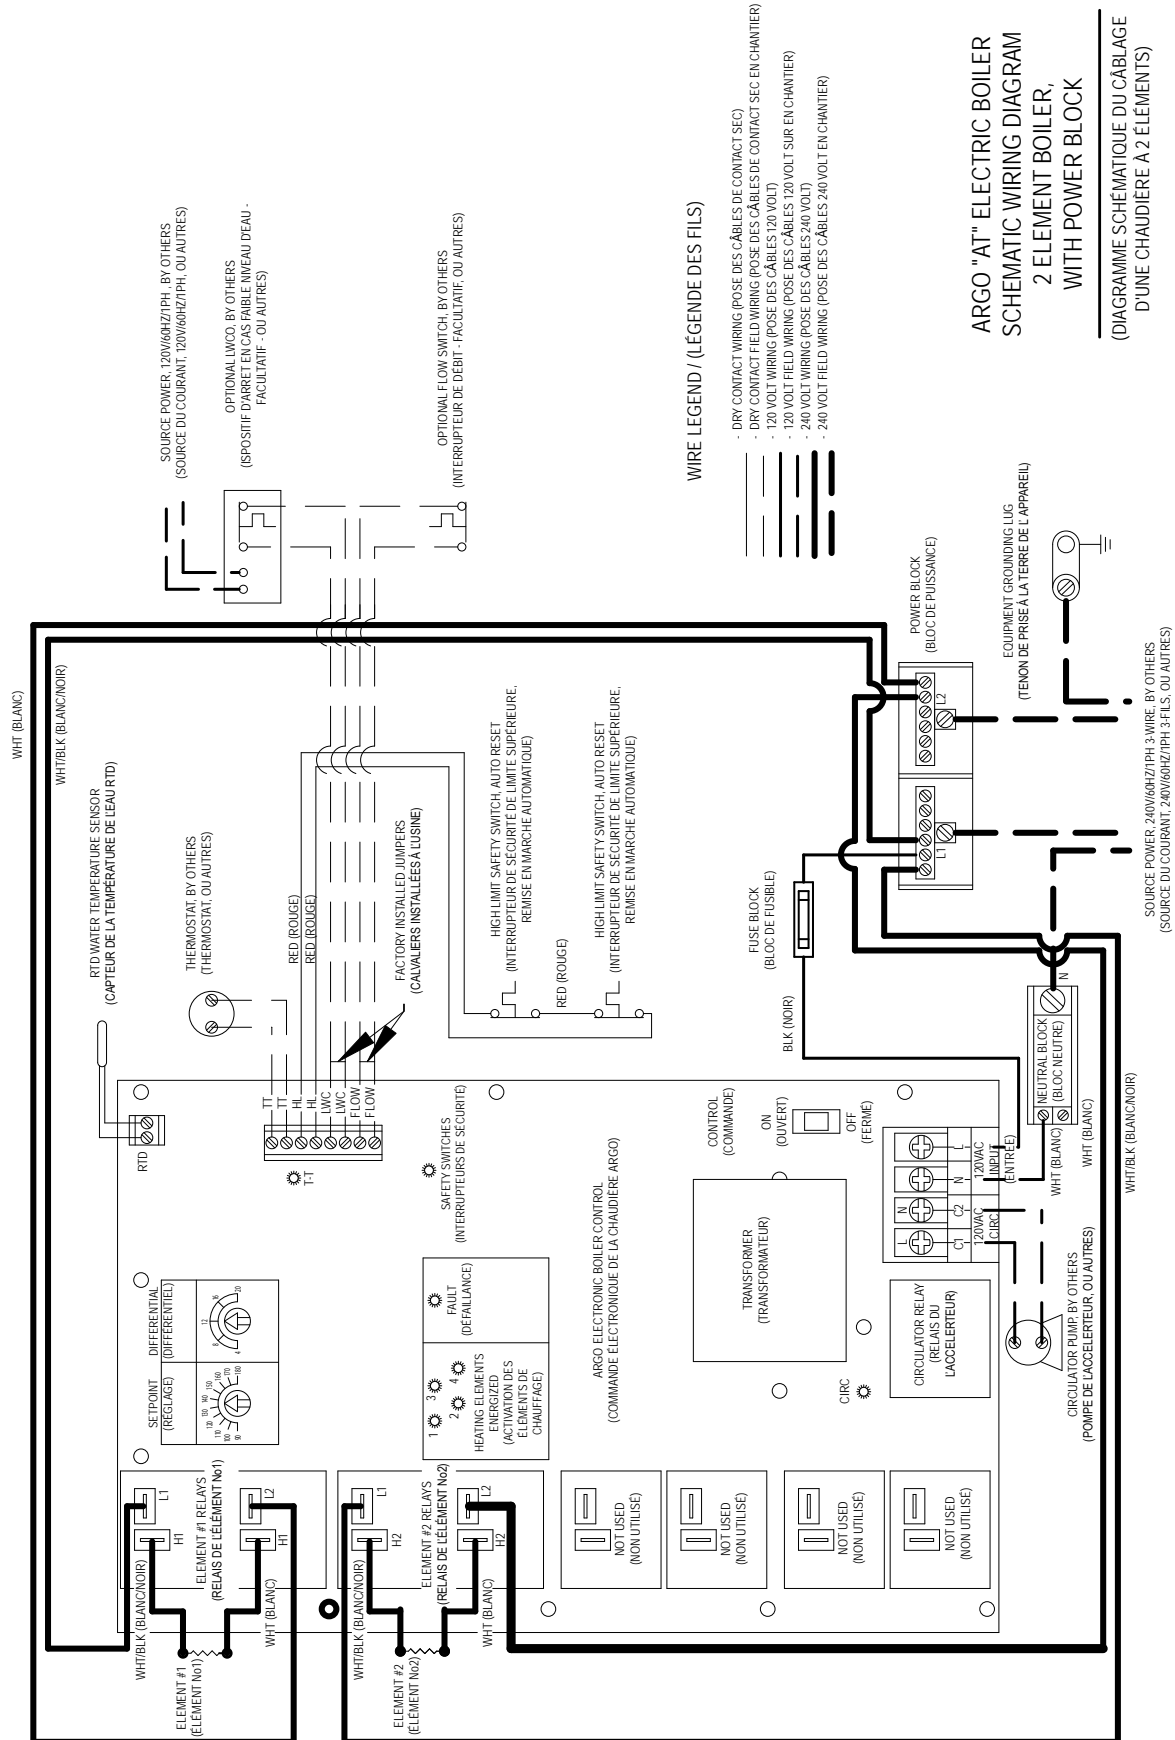 ARGO "AT" ELECTRIC BOILER
SCHEMATIC WIRING DIAGRAM
2 ELEMENT BOILER,
WITH POWER BLOCK
(DIAGRAMME SCHÉMATIQUE DU CÂBLAGE
D'UNE CHAUDIÈRE À 2 ÉLÉMENTS)
WIRE LEGEND / (LÉGENDE DES FILS)
- DRY CONTACT WIRING (POSE DES CÂBLES DE CONTACT SEC)
- DRY CONTACT FIELD WIRING (POSE DES CÂBLES DE CONTACT SEC EN CHANTIER)
- 120 VOLT WIRING (POSE DES CÂBLES 120 VOLT)
- 120 VOLT FIELD WIRING (POSE DES CÂBLES 120 VOLT SUR EN CHANTIER)
- 240 VOLT WIRING (POSE DES CÂBLES 240 VOLT)
- 240 VOLT FIELD WIRING (POSE DES CÂBLES 240 VOLT EN CHANTIER)
SOURCE POWER, 120V/60HZ/1PH , BY OTHERS
(SOURCE DU COURANT, 120V/60HZ/1PH, OU AUTRES)
OPTIONAL LWCO, BY OTHERS
(ISPOSITIF D'ARRET EN CAS FAIBLE NIVEAU D'EAU -
FACULTATIF - OU AUTRES)
OPTIONAL FLOW SWITCH, BY OTHERS
(INTERRUPTEUR DE DÉBIT - FACULTATIF, OU AUTRES)
WHT (BLANC)
WHT/BLK (BLANC/NOIR)
RTD WATER TEMPERATURE SENSOR
(CAPTEUR DE LA TEMPÉRATURE DE L'EAU RTD)
THERMOSTAT, BY OTHERS
(THERMOSTAT, OU AUTRES)
RED (ROUGE)
RED (ROUGE)
FACTORY INSTALLED JUMPERS
(CALVALIERS INSTALLÉES À L'USINE)
HIGH LIMIT SAFETY SWITCH, AUTO RESET
(INTERRUPTEUR DE SÉCURITÉ DE LIMITE SUPÉRIEURE,
REMISE EN MARCHE AUTOMATIQUE)
RED (ROUGE)
HIGH LIMIT SAFETY SWITCH, AUTO RESET
(INTERRUPTEUR DE SÉCURITÉ DE LIMITE SUPÉRIEURE,
REMISE EN MARCHE AUTOMATIQUE)
FUSE BLOCK
(BLOC DE FUSIBLE)
BLK (NOIR)
POWER BLOCK
(BLOC DE PUISSANCE)
L1
L2
EQUIPMENT GROUNDING LUG
(TENON DE PRISE À LA TERRE DE L' APPAREIL)
SOURCE POWER, 240V/60HZ/1PH 3-WIRE, BY OTHERS
(SOURCE DU COURANT, 240V/60HZ/1PH 3-FILS, OU AUTRES)
N
NEUTRAL BLOCK
(BLOC NEUTRE)
WHT (BLANC)
WHT (BLANC)
WHT/BLK (BLANC/NOIR)
RTD
TT
TT
HL
HL
LWC
LWC
FLOW
FLOW
T-T
SAFETY SWITCHES
(INTERRUPTEURS DE SÉCURITÉ)
CONTROL
(COMMANDE)
ON
(OUVERT)
OFF
(FERMÉ)
ARGO ELECTRONIC BOILER CONTROL
(COMMANDE ÉLECTRONIQUE DE LA CHAUDIÈRE ARGO)
TRANSFORMER
(TRANSFORMATEUR)
L
N
C1
C2
N
L
120VAC
CIRC.
120VAC
INPUT
(ENTRÉE)
CIRCULATOR RELAY
(RELAIS DU
L'ACCELERTEUR)
CIRC
CIRCULATOR PUMP, BY OTHERS
(POMPE DE L'ACCELERTEUR, OU AUTRES)
SETPOINT
(RÉGLAGE)
90
100
110
120
130
140
150
160
170
180
DIFFERENTIAL
(DIFFÉRENTIEL)
4
8
12
16
20
FAULT
(DÉFAILLANCE)
1
2
3
4
HEATING ELEMENTS
ENERGIZED
(ACTIVATION DES
ÉLÉMENTS DE
CHAUFFAGE)
L1
H1
ELEMENT #1 RELAYS
(RELAIS DE L'ÉLÉMENT No1)
L2
H1
WHT/BLK (BLANC/NOIR)
WHT (BLANC)
ELEMENT #1
(ÉLÉMENT No1)
L1
H2
ELEMENT #2 RELAYS
(RELAIS DE L'ÉLÉMENT No2)
L2
H2
WHT/BLK (BLANC/NOIR)
WHT (BLANC)
ELEMENT #2
(ÉLÉMENT No2)
NOT USED
(NON UTILISÉ)
NOT USED
(NON UTILISÉ)
NOT USED
(NON UTILISÉ)
NOT USED
(NON UTILISÉ)